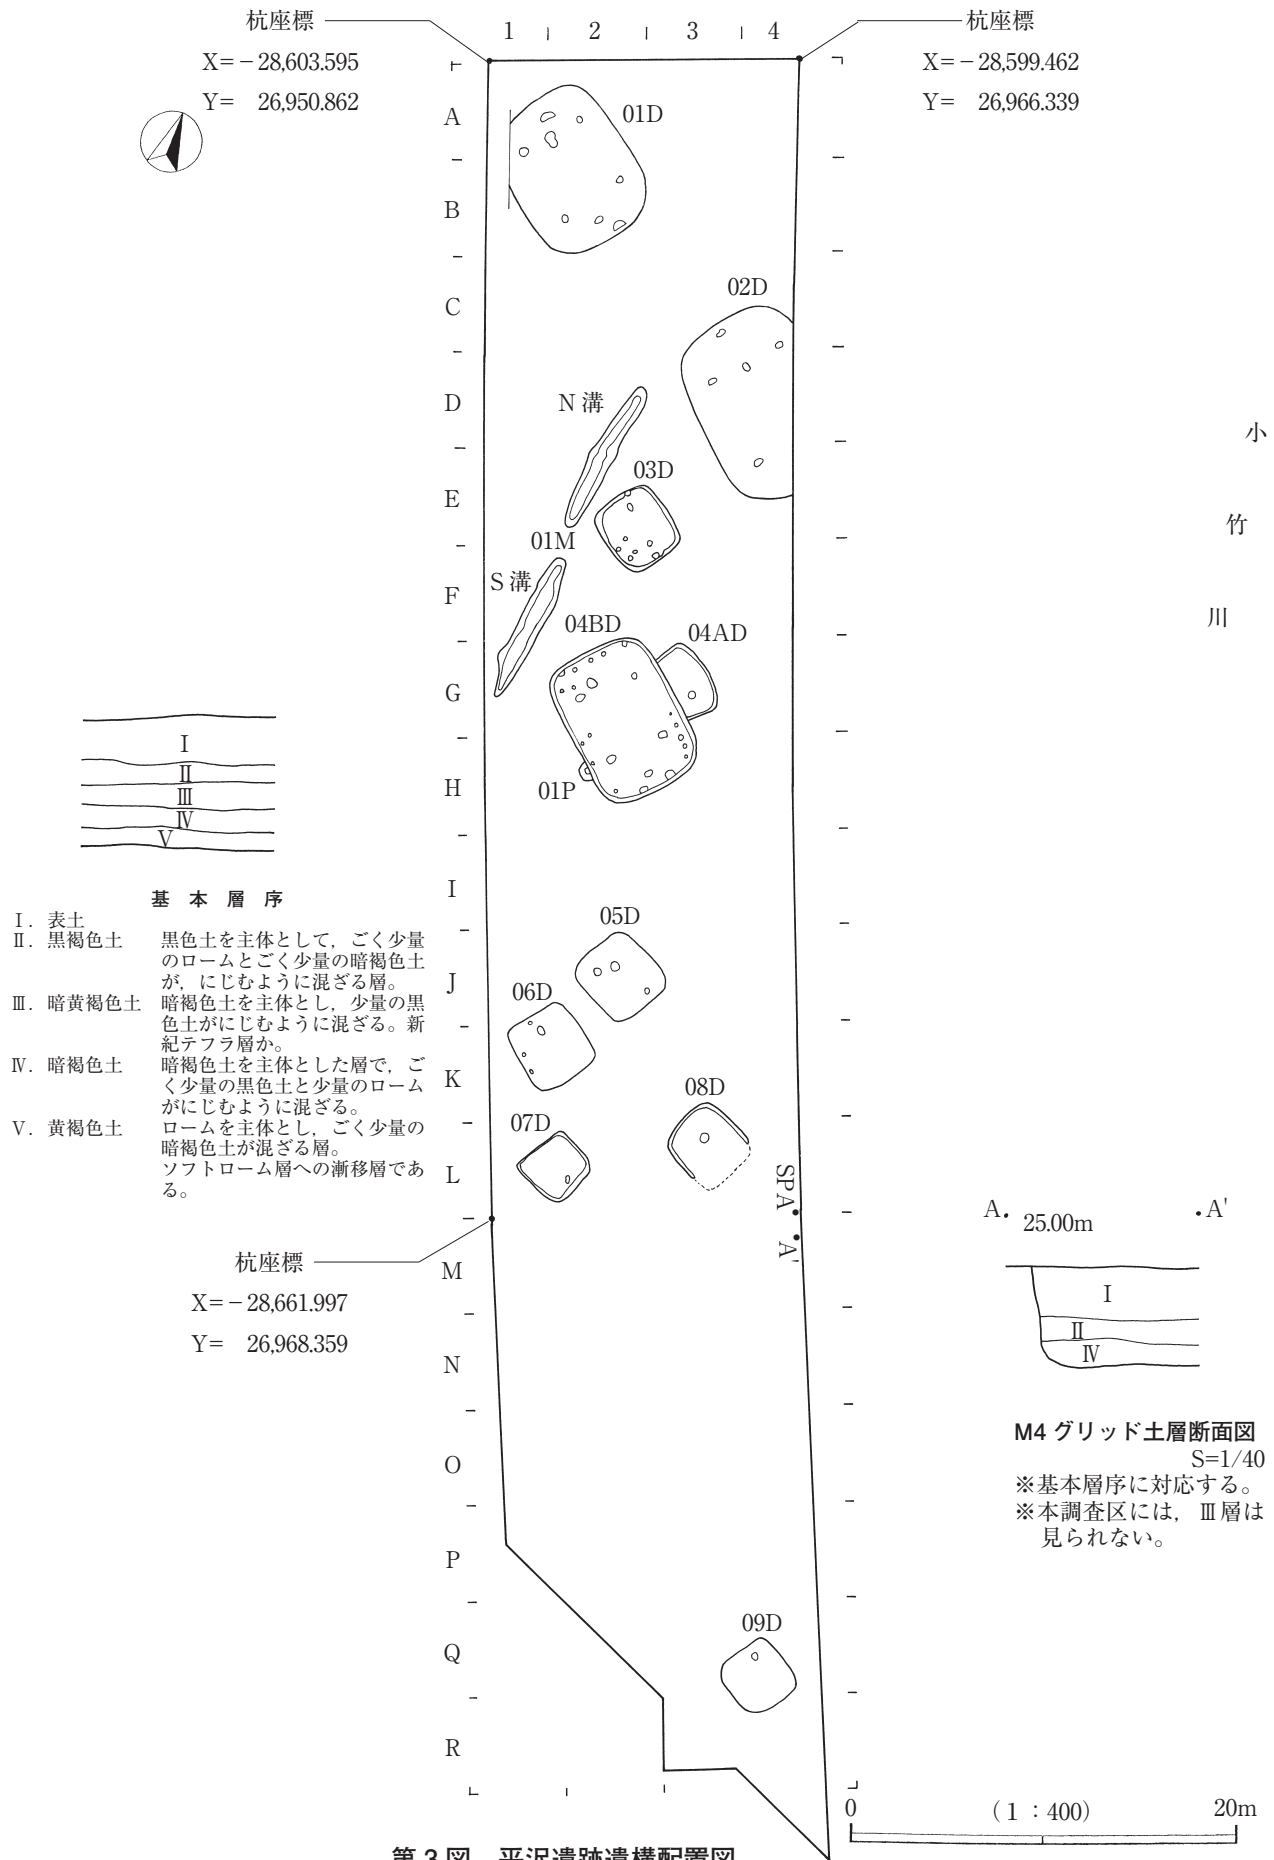 杭座標
X=－28,603.595
Y=　26,950.862
1 2 3 4
杭座標
X=－28,599.462
Y=　26,966.339
A
01D
B
C
02D
D
N 溝
小
竹
川
03D
E
01M
S 溝
F
04BD
04AD
G
01P
H
Ⅰ
Ⅱ
Ⅲ
Ⅳ
Ⅴ
基 本 層 序
Ⅰ．表土
Ⅱ．黒褐色土　黒色土を主体として，ごく少量
のロームとごく少量の暗褐色土
が，にじむように混ざる層。
Ⅲ．暗黄褐色土　暗褐色土を主体とし，少量の黒
色土がにじむように混ざる。新
紀テフラ層か。
Ⅳ．暗褐色土　暗褐色土を主体とした層で，ご
く少量の黒色土と少量のローム
がにじむように混ざる。
Ⅴ．黄褐色土　ロームを主体とし，ごく少量の
暗褐色土が混ざる層。
ソフトローム層への漸移層であ
る。
I
05D
J
06D
K
08D
07D
L
SPA
A'
杭座標
X=－28,661.997
Y=　26,968.359
M
N
O
P
Q
09D
R
A. 25.00m .A'
Ⅰ
Ⅱ
Ⅳ
M4 グリッド土層断面図
S=1/40
※基本層序に対応する。
※本調査区には，Ⅲ層は
見られない。
0 （1：400） 20m
第 3 図　平沢遺跡遺構配置図